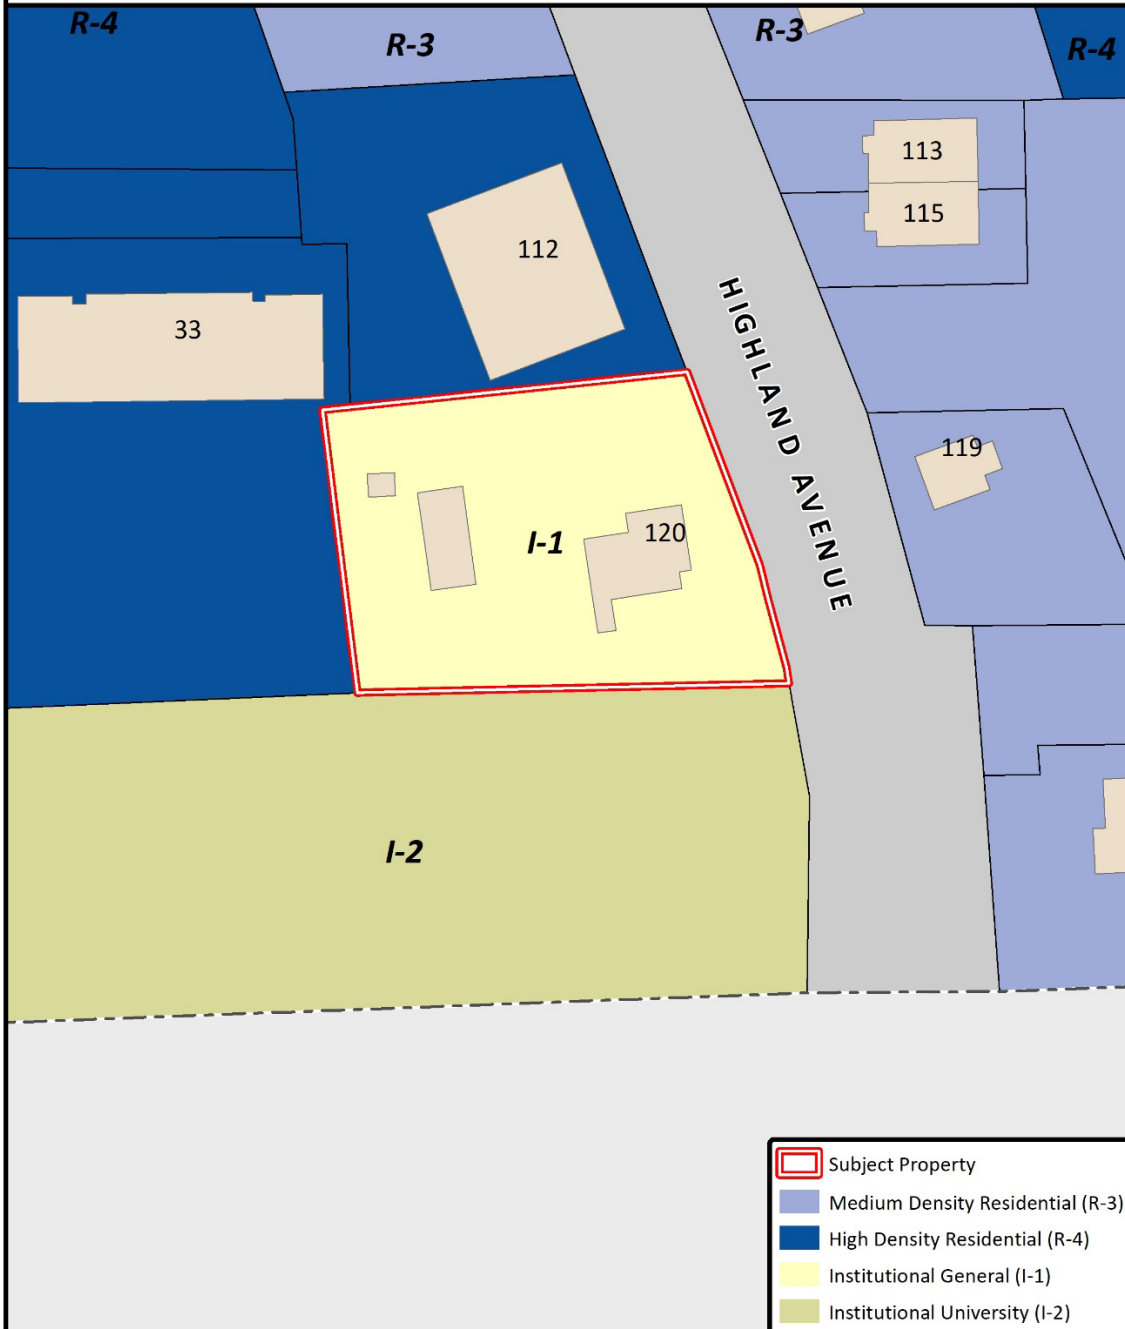 R-4
R-3
R-3
R-4
113
115
112
33
HIGHLAND AVENUE
119
120
I-1
I-2
Subject Property
Medium Density Residential (R-3)
High Density Residential (R-4)
Institutional General (I-1)
Institutional University (I-2)